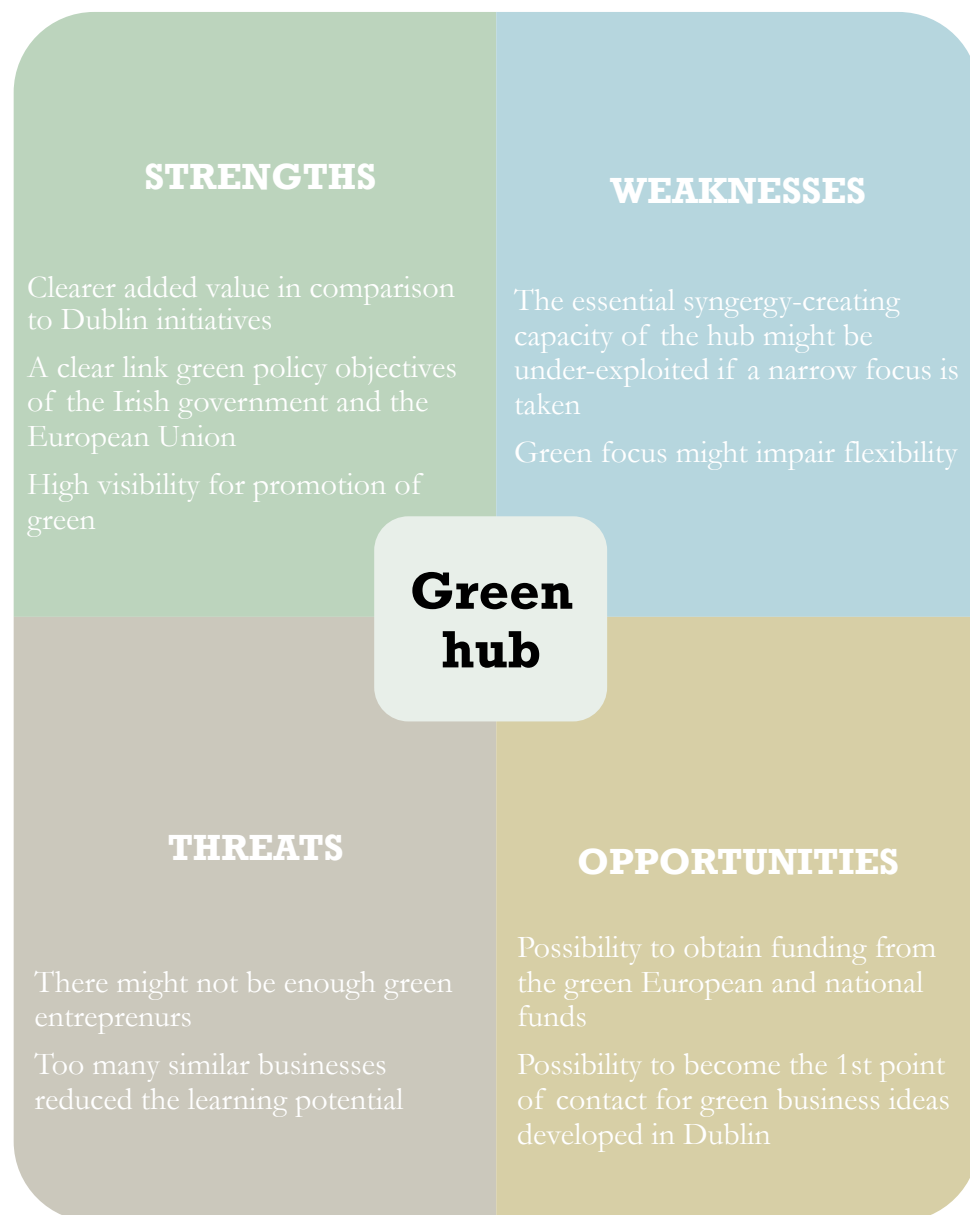 STRENGTHS
Clearer added value in comparison
to Dublin initiatives
A clear link green policy objectives
of the Irish government and the
European Union
High visibility for promotion of
green
WEAKNESSES
The essential syngergy-creating
capacity of the hub might be
under-exploited if a narrow focus is
taken
Green focus might impair flexibility
Green
hub
THREATS
There might not be enough green
entreprenurs
Too many similar businesses
reduced the learning potential
OPPORTUNITIES
Possibility to obtain funding from
the green European and national
funds
Possibility to become the 1st point
of contact for green business ideas
developed in Dublin